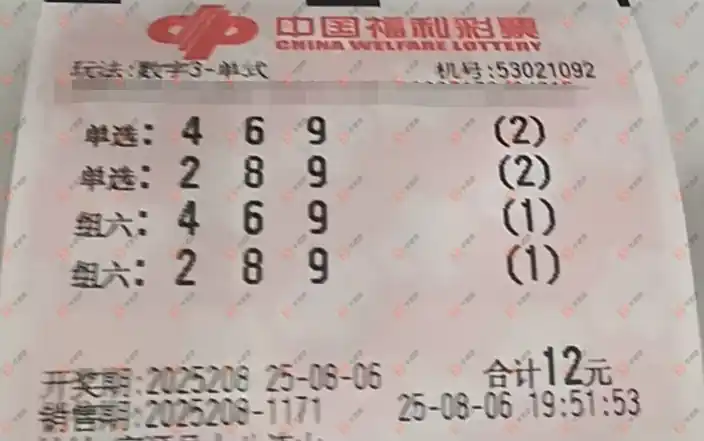 中国福利彩票
CHINA WELFARE LOTTERY
玩法:数字3-单式 机号:53021092
单选: 4 6 9 (2)
单选: 2 8 9 (2)
组六: 4 6 9 (1)
组六: 2 8 9 (1)
开奖期:2025208 25-08-06 合计12元
销售期:2025208-1171 25-08-06 19:51:53